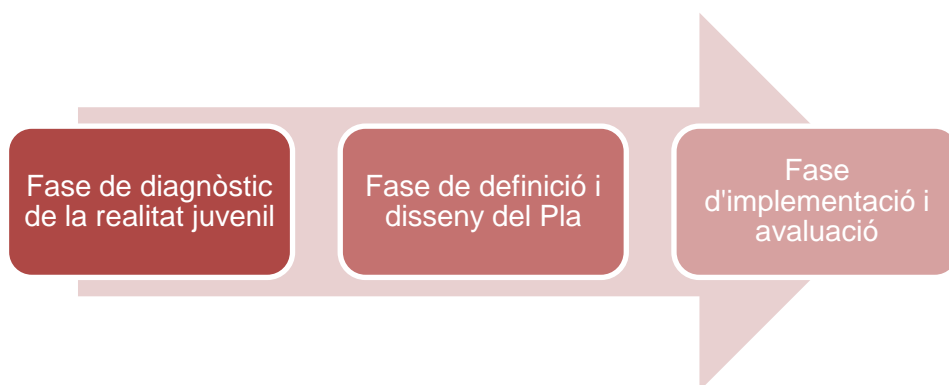 Fase de diagnòstic
de la realitat juvenil
Fase de definició i
disseny del Pla
Fase
d'implementació i
avaluació